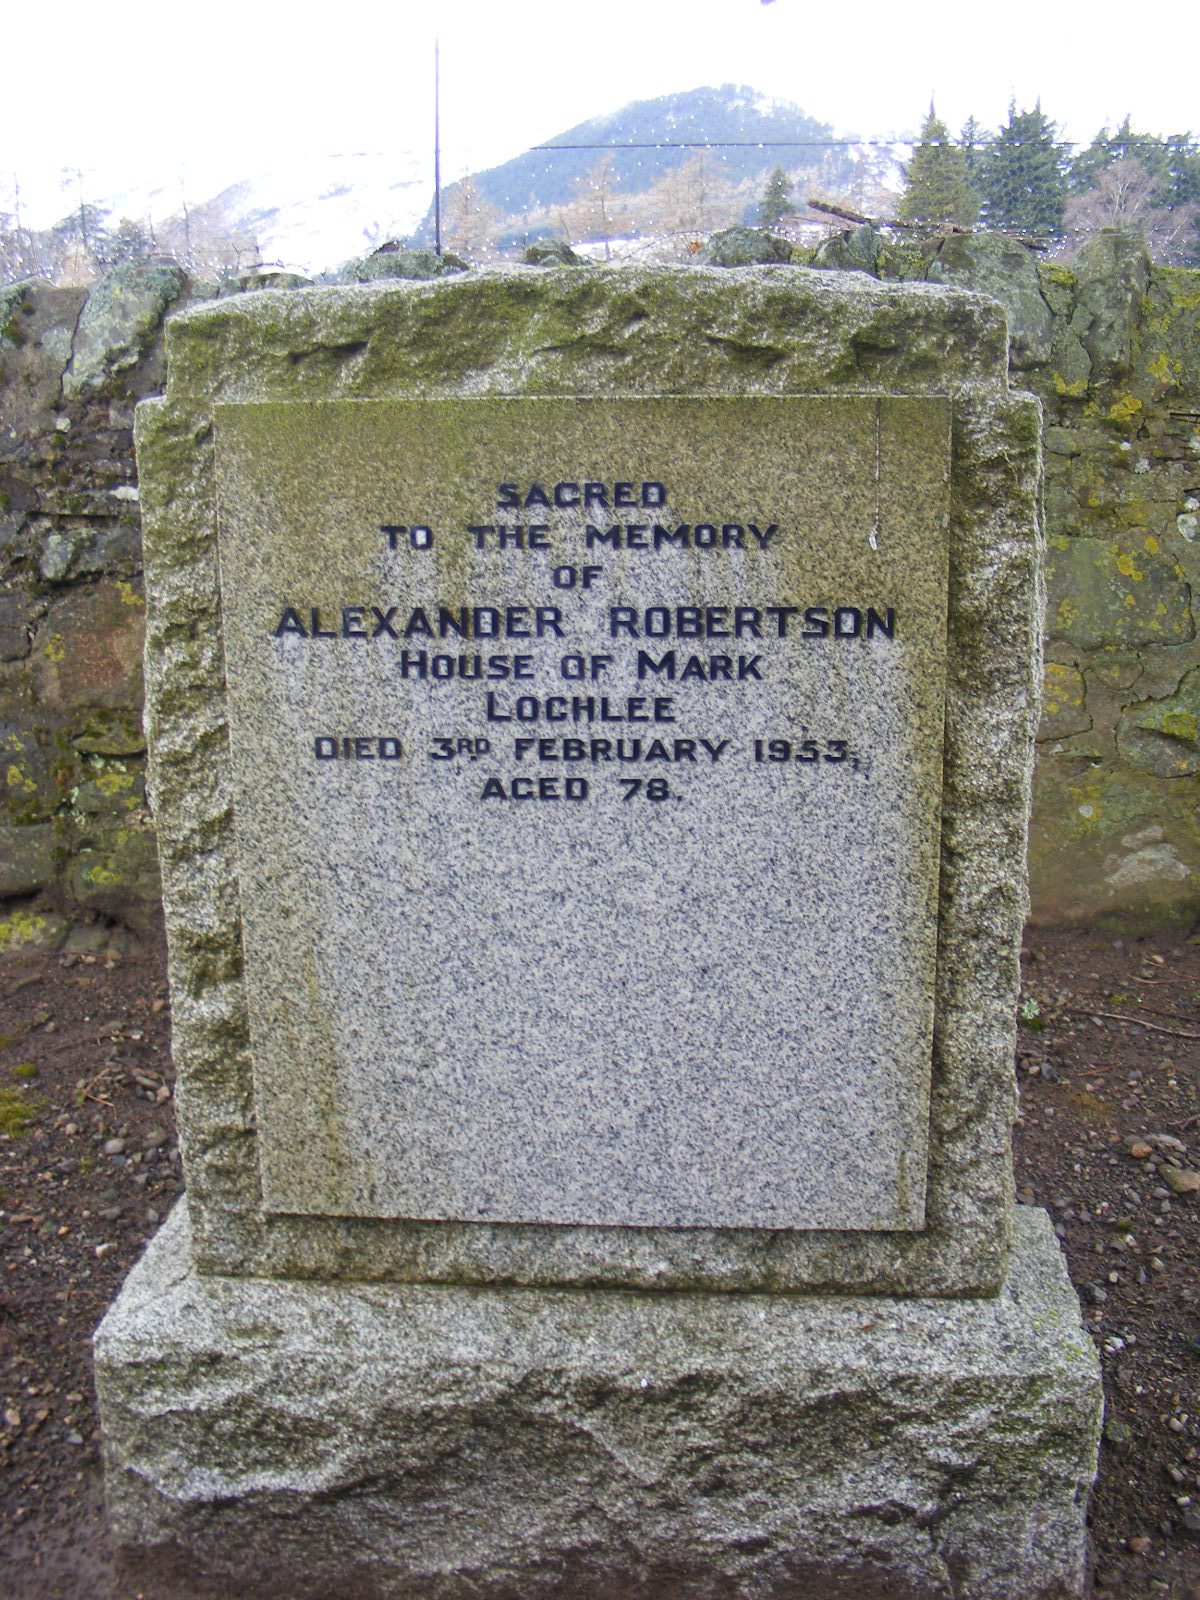 SACRED
TO THE MEMORY
OF
ALEXANDER ROBERTSON
HOUSE OF MARK
LOCHLEE
DIED 3RD FEBRUARY 1953,
AGED 78.